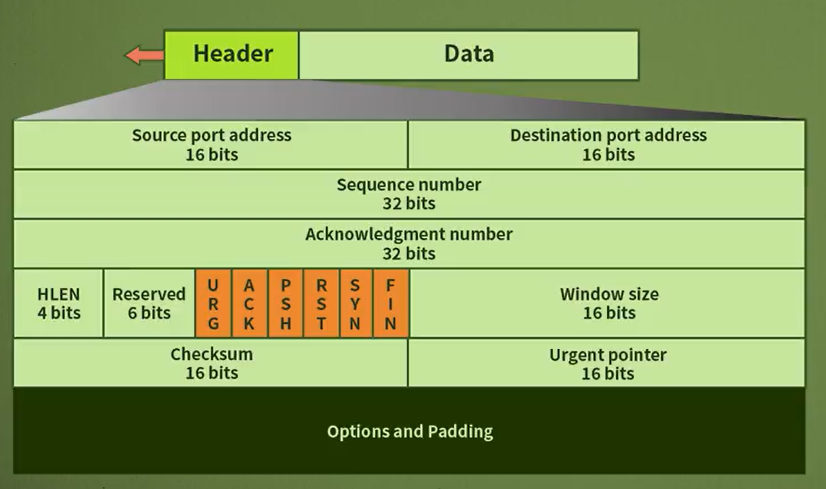 Header
Data
Source port address
16 bits
Destination port address
16 bits
Sequence number
32 bits
Acknowledgment number
32 bits
HLEN
4 bits
Reserved
6 bits
URG
ACK
PSH
RST
SYN
FIN
Window size
16 bits
Checksum
16 bits
Urgent pointer
16 bits
Options and Padding